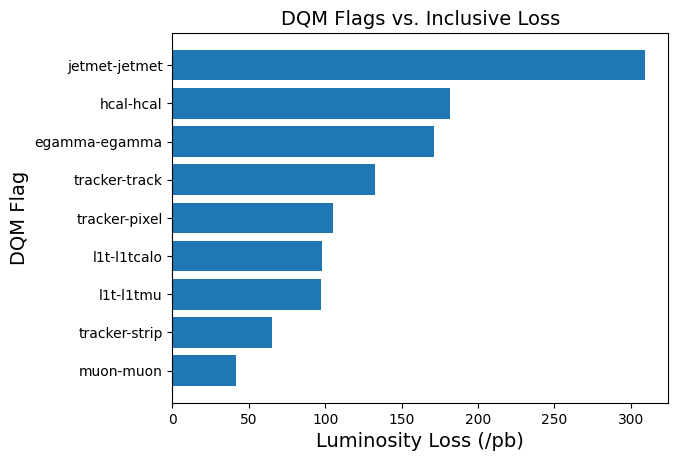 DQM Flags vs. Inclusive Loss
DQM Flag
jetmet-jetmet
hcal-hcal
egamma-egamma
tracker-track
tracker-pixel
l1t-l1tcalo
l1t-l1tmu
tracker-strip
muon-muon
0 50 100 150 200 250 300
Luminosity Loss (/pb)